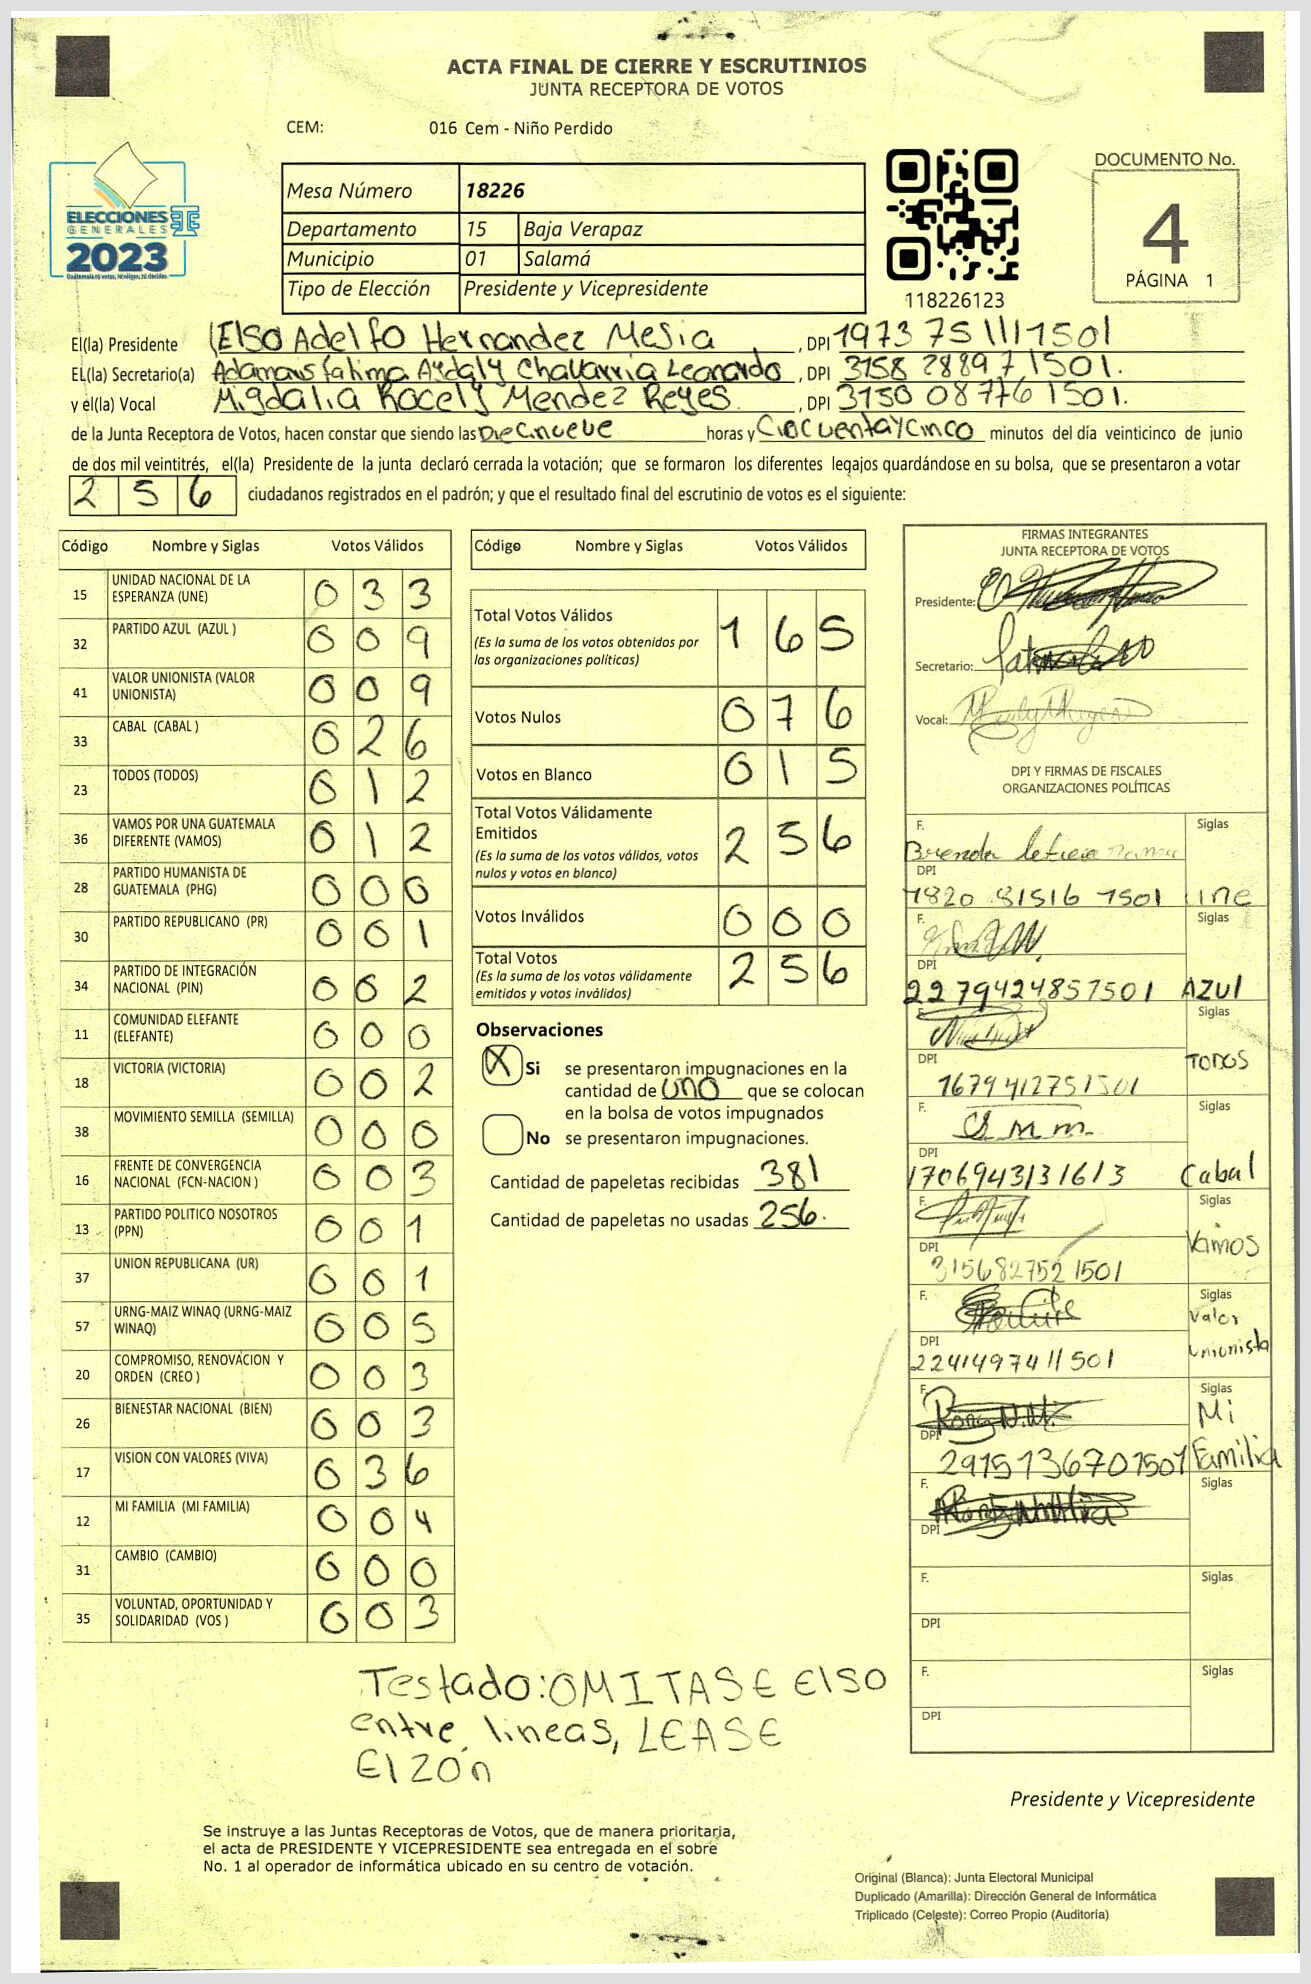 ACTA FINAL DE CIERRE Y ESCRUTINIOS
JUNTA RECEPTORA DE VOTOS
CEM: 016 Cem - Niño Perdido
ELECCIONES
GENERALES
2023
Mesa Número 18226
Departamento 15 Baja Verapaz
Municipio 01 Salamá
Tipo de Elección Presidente y Vicepresidente
118226123
DOCUMENTO No.
4
PÁGINA 1
El(la) Presidente Elso Adelfo Hernandez Mesia, DPI 1973 75111 1501
EL(la) Secretario(a) Adamaris fatima Aydaly Chavarria Leonardo, DPI 3158 28897 1501.
y el(la) Vocal Migdalia Rocely Mendez Reyes., DPI 3150 08776 1501.
de la Junta Receptora de Votos, hacen constar que siendo las Diecinueve horas y Cincuentaycinco minutos del día veinticinco de junio
de dos mil veintitrés, el(la) Presidente de la junta declaró cerrada la votación; que se formaron los diferentes legajos guardándose en su bolsa, que se presentaron a votar
2 5 6 ciudadanos registrados en el padrón; y que el resultado final del escrutinio de votos es el siguiente:
Código Nombre y Siglas Votos Válidos
15 UNIDAD NACIONAL DE LA ESPERANZA (UNE) 0 3 3
32 PARTIDO AZUL (AZUL ) 0 0 9
41 VALOR UNIONISTA (VALOR UNIONISTA) 0 0 9
33 CABAL (CABAL ) 0 2 6
23 TODOS (TODOS) 0 1 2
36 VAMOS POR UNA GUATEMALA DIFERENTE (VAMOS) 0 1 2
28 PARTIDO HUMANISTA DE GUATEMALA (PHG) 0 0 0
30 PARTIDO REPUBLICANO (PR) 0 0 1
34 PARTIDO DE INTEGRACIÓN NACIONAL (PIN) 0 0 2
11 COMUNIDAD ELEFANTE (ELEFANTE) 0 0 0
18 VICTORIA (VICTORIA) 0 0 2
38 MOVIMIENTO SEMILLA (SEMILLA) 0 0 0
16 FRENTE DE CONVERGENCIA NACIONAL (FCN-NACION ) 0 0 3
13 PARTIDO POLITICO NOSOTROS (PPN) 0 0 1
37 UNION REPUBLICANA (UR) 0 0 1
57 URNG-MAIZ WINAQ (URNG-MAIZ WINAQ) 0 0 5
20 COMPROMISO, RENOVACION Y ORDEN (CREO ) 0 0 3
26 BIENESTAR NACIONAL (BIEN) 0 0 3
17 VISION CON VALORES (VIVA) 0 3 6
12 MI FAMILIA (MI FAMILIA) 0 0 4
31 CAMBIO (CAMBIO) 0 0 0
35 VOLUNTAD, OPORTUNIDAD Y SOLIDARIDAD (VOS ) 0 0 3
Código Nombre y Siglas Votos Válidos
Total Votos Válidos 1 6 5
(Es la suma de los votos obtenidos por
las organizaciones políticas)
Votos Nulos 0 7 6
Votos en Blanco 0 1 5
Total Votos Válidamente
Emitidos 2 5 6
(Es la suma de los votos válidos, votos
nulos y votos en blanco)
Votos Inválidos 0 0 0
Total Votos 2 5 6
(Es la suma de los votos válidamente
emitidos y votos inválidos)
Observaciones
X Si se presentaron impugnaciones en la
cantidad de uno que se colocan
en la bolsa de votos impugnados
No se presentaron impugnaciones.
Cantidad de papeletas recibidas 381
Cantidad de papeletas no usadas 256.
FIRMAS INTEGRANTES
JUNTA RECEPTORA DE VOTOS
Presidente:
Secretario:
Vocal:
DPI Y FIRMAS DE FISCALES
ORGANIZACIONES POLÍTICAS
F. Brenda leticia Siglas
DPI 1820 81516 1501 une
F. Siglas
DPI 2279424857501 AZUl
F. Siglas
DPI 1679412751501 TODOS
F. Siglas
DPI 1706943131613 Cabal
F. Siglas
DPI 3156827521501 Vamos
F. Siglas
DPI 2241497411501 Valor unionista
F. Siglas
DPI 2915736701501 Mi Familia
F. Siglas
DPI
F. Siglas
DPI
F. Siglas
DPI
Testado: OMITASE Elso
entre lineas, LEASE
Elzón
Presidente y Vicepresidente
Se instruye a las Juntas Receptoras de Votos, que de manera prioritaria,
el acta de PRESIDENTE Y VICEPRESIDENTE sea entregada en el sobre
No. 1 al operador de informática ubicado en su centro de votación.
Original (Blanca): Junta Electoral Municipal
Duplicado (Amarilla): Dirección General de Informática
Triplicado (Celeste): Correo Propio (Auditoría)